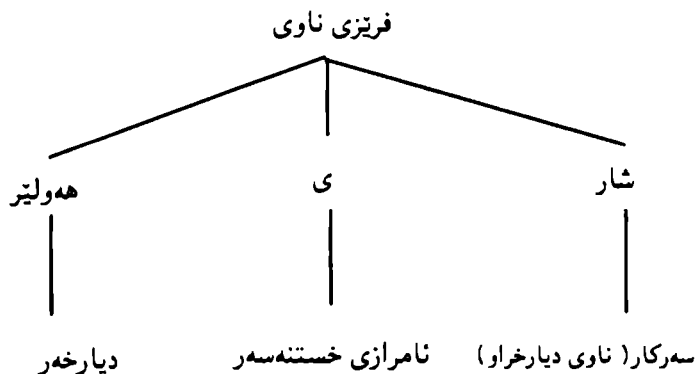 فرێزی ناوی
شار ی هەولێر
سەرکار( ناوی دیارخراو) ئامرازی خستنەسەر دیارخەر